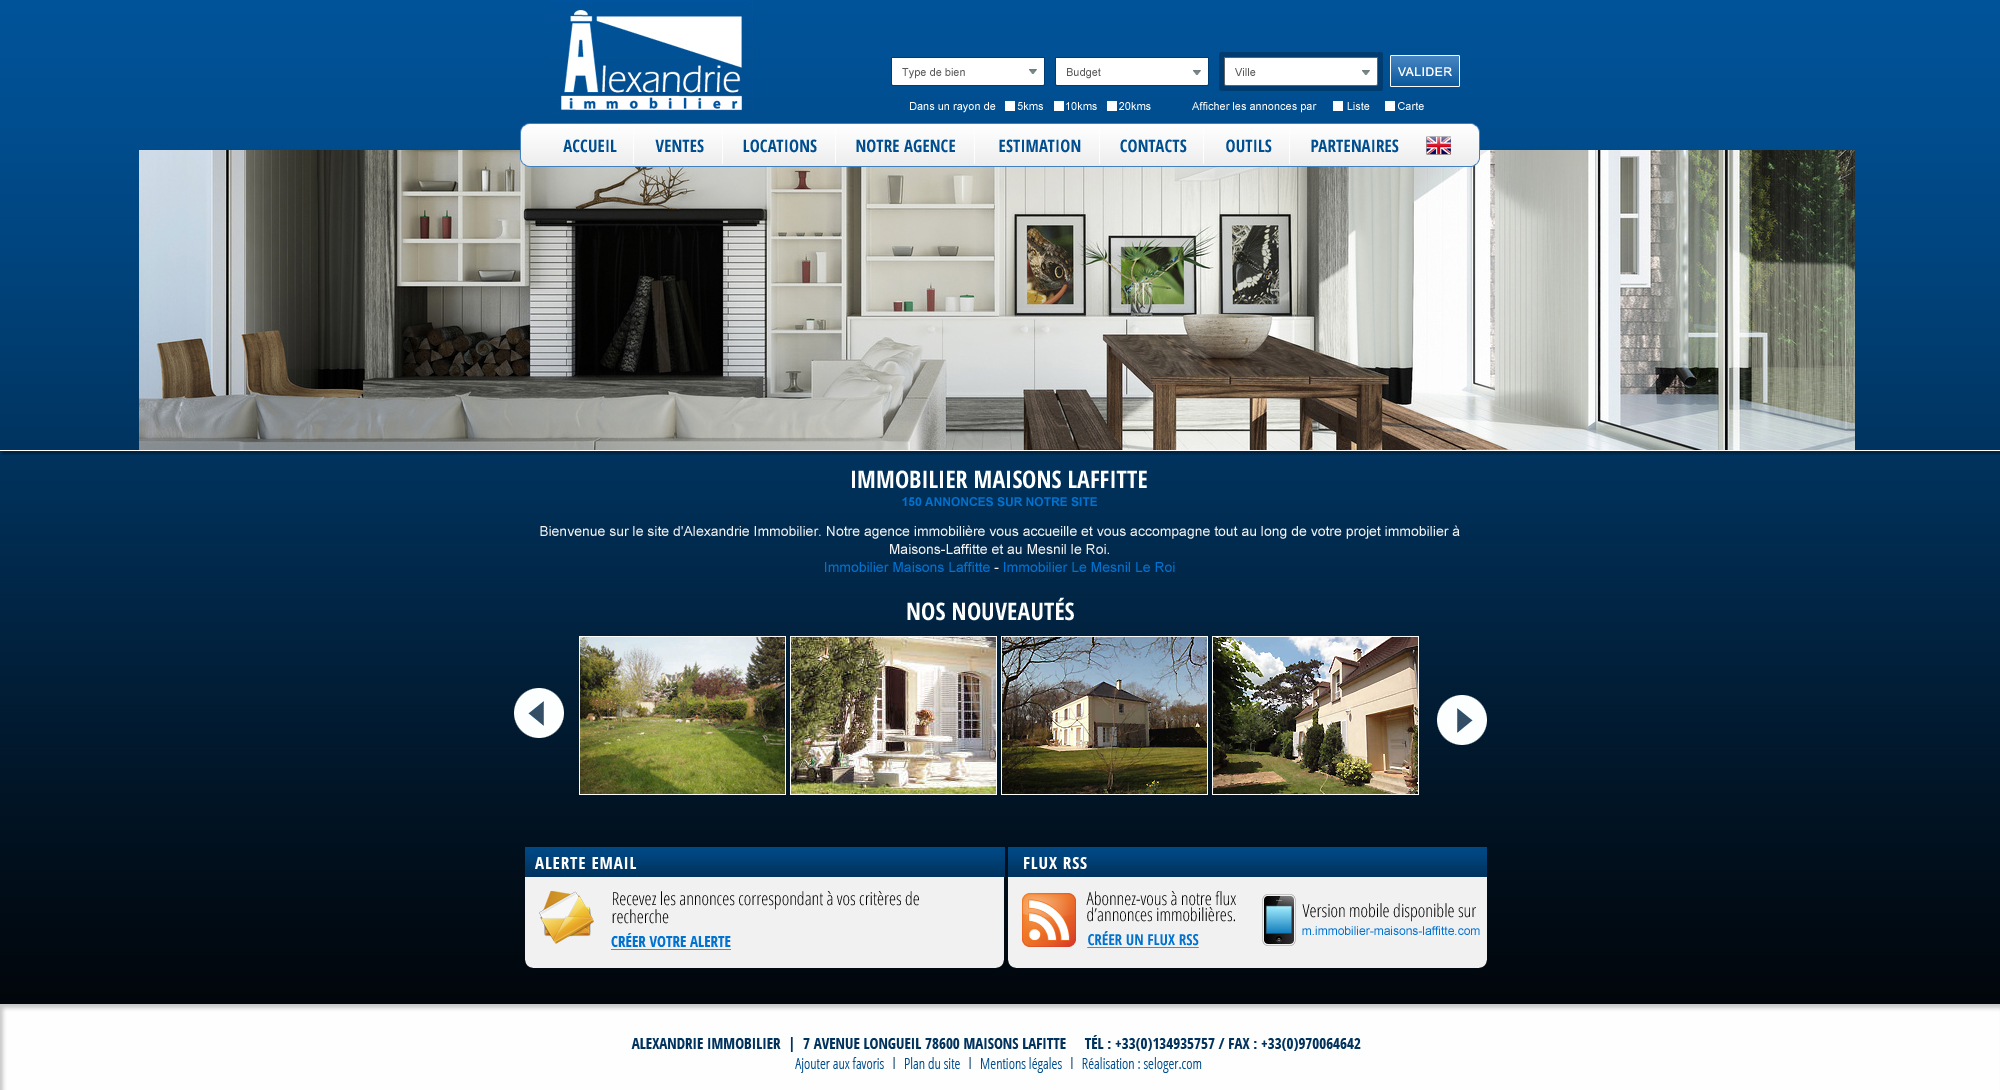 Alexandrie
immobilier
Type de bien Budget Ville VALIDER
Dans un rayon de 5kms 10kms 20kms Afficher les annonces par Liste Carte
ACCUEIL VENTES LOCATIONS NOTRE AGENCE ESTIMATION CONTACTS OUTILS PARTENAIRES
IMMOBILIER MAISONS LAFFITTE
150 ANNONCES SUR NOTRE SITE
Bienvenue sur le site d'Alexandrie Immobilier. Notre agence immobilière vous accueille et vous accompagne tout au long de votre projet immobilier à
Maisons-Laffitte et au Mesnil le Roi.
Immobilier Maisons Laffitte - Immobilier Le Mesnil Le Roi
NOS NOUVEAUTÉS
ALERTE EMAIL
Recevez les annonces correspondant à vos critères de
recherche
CRÉER VOTRE ALERTE
FLUX RSS
Abonnez-vous à notre flux
d'annonces immobilières.
CRÉER UN FLUX RSS
Version mobile disponible sur
m.immobilier-maisons-laffitte.com
ALEXANDRIE IMMOBILIER | 7 AVENUE LONGUEIL 78600 MAISONS LAFITTE TÉL : +33(0)134935757 / FAX : +33(0)970064642
Ajouter aux favoris | Plan du site | Mentions légales | Réalisation : seloger.com